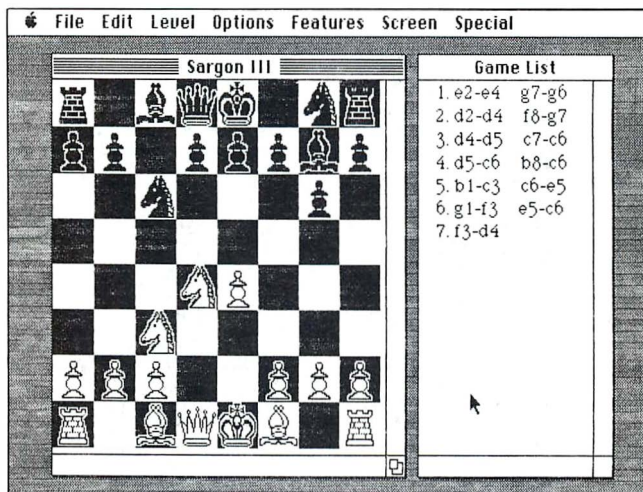 File Edit Level Options Features Screen Special
Sargon III
Game List
1. e2-e4 g7-g6
2. d2-d4 f8-g7
3. d4-d5 c7-c6
4. d5-c6 b8-c6
5. b1-c3 c6-e5
6. g1-f3 e5-c6
7. f3-d4